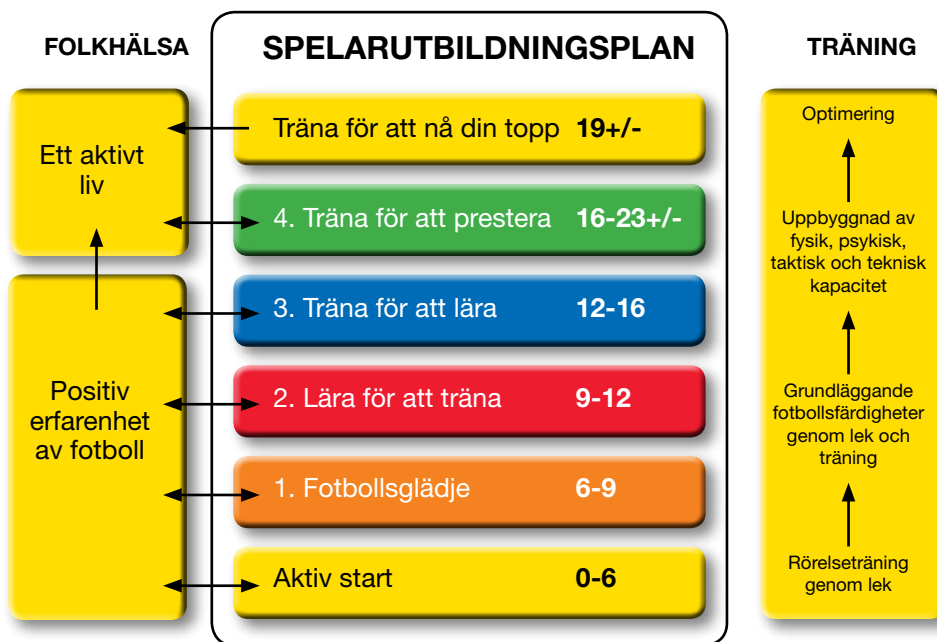 FOLKHÄLSA
SPELARUTBILDNINGSPLAN
TRÄNING
Ett aktivt
liv
Positiv
erfarenhet
av fotboll
Träna för att nå din topp 19+/-
4. Träna för att prestera 16-23+/-
3. Träna för att lära 12-16
2. Lära för att träna 9-12
1. Fotbollsglädje 6-9
Aktiv start 0-6
Optimering
Uppbyggnad av
fysik, psykisk,
taktisk och teknisk
kapacitet
Grundläggande
fotbollsfärdigheter
genom lek och
träning
Rörelseträning
genom lek